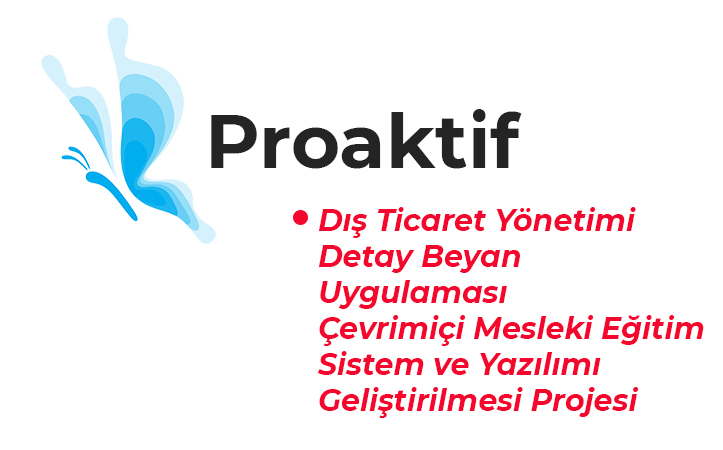 Proaktif
• Dış Ticaret Yönetimi
Detay Beyan
Uygulaması
Çevrimiçi Mesleki Eğitim
Sistem ve Yazılımı
Geliştirilmesi Projesi